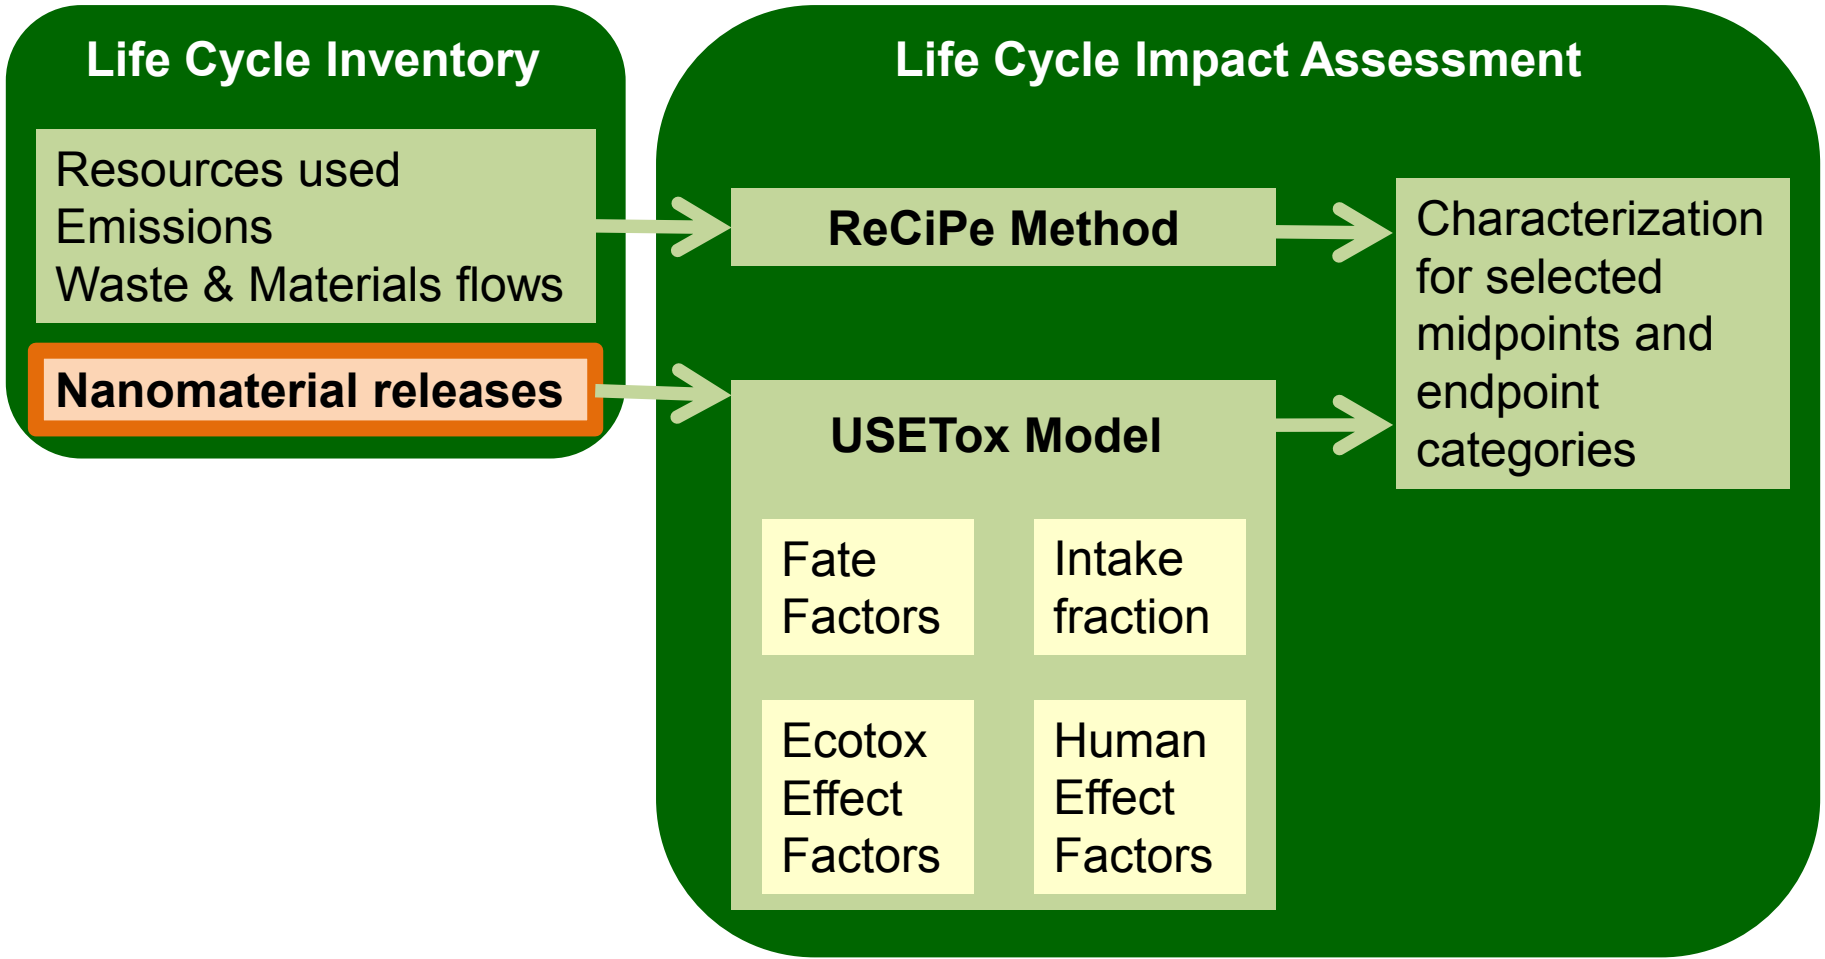 Life Cycle Inventory
Resources used
Emissions
Waste & Materials flows
Nanomaterial releases
Life Cycle Impact Assessment
ReCiPe Method
USETox Model
Fate
Factors
Intake
fraction
Ecotox
Effect
Factors
Human
Effect
Factors
Characterization
for selected
midpoints and
endpoint
categories